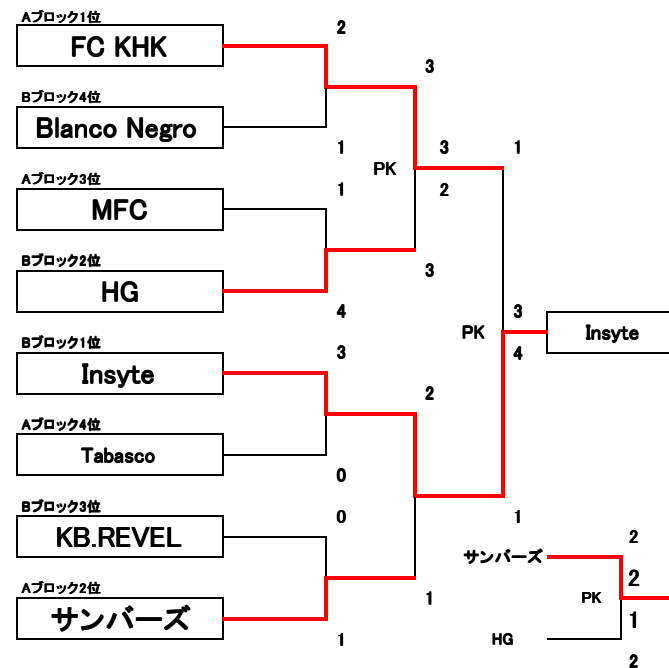 Aブロック1位
FC KHK
2
3
Bブロック4位
Blanco Negro
1
PK
3
1
2
Aブロック3位
MFC
1
Bブロック2位
HG
3
4
Bブロック1位
Insyte
3
2
PK
3
4
Insyte
Aブロック4位
Tabasco
0
Bブロック3位
KB.REVEL
0
1
Aブロック2位
サンバーズ
1
1
サンバーズ
2
PK
2
1
HG
2